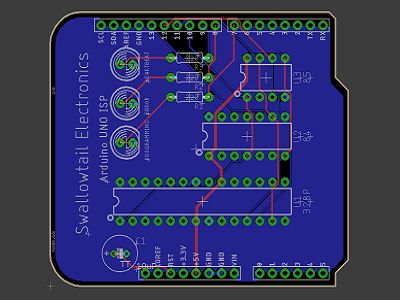 SCL
SDA
AREF
GND
13
12
11
10
9
8
7
6
5
4
3
2
TX
RX
Swallowtail Electronics
Arduino UNO ISP
HEARTBEAT
ERROR
PROGRAMMING
U3
U2
U1
328P
C1
IOREF
RST
+3.3V
+5V
GND
GND
VIN
0
1
2
3
4
5